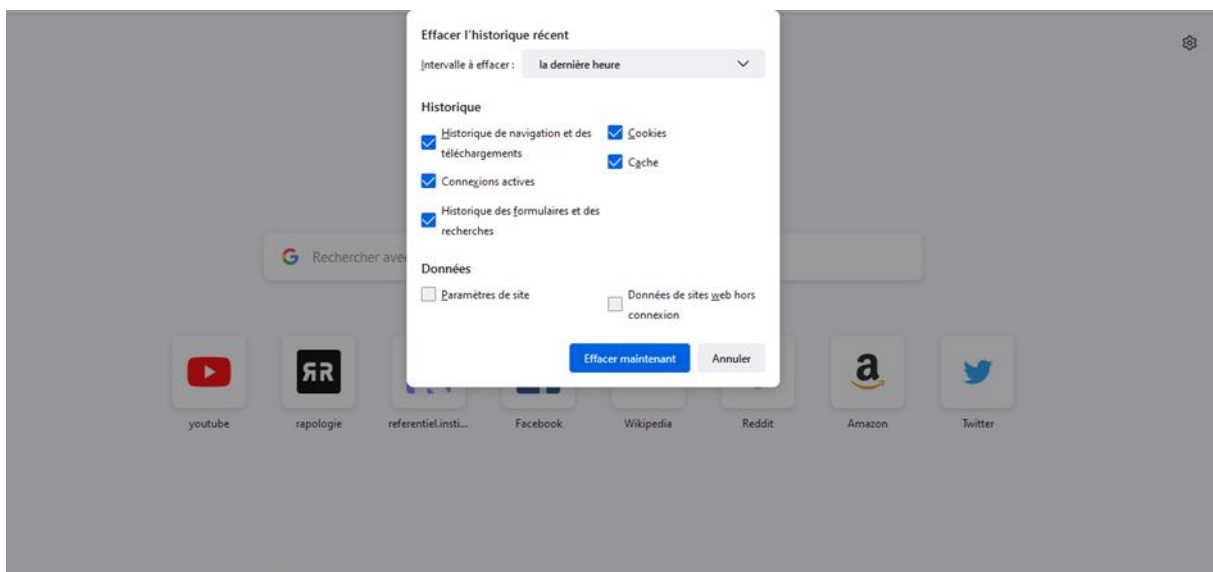 Effacer l'historique récent
Intervalle à effacer : la dernière heure
Historique
Historique de navigation et des
téléchargements
Cookies
Cache
Connexions actives
Historique des formulaires et des
recherches
Rechercher avec
Données
Paramètres de site
Données de sites web hors
connexion
Effacer maintenant Annuler
youtube rapologie referentiel.insti... Facebook Wikipedia Reddit Amazon Twitter